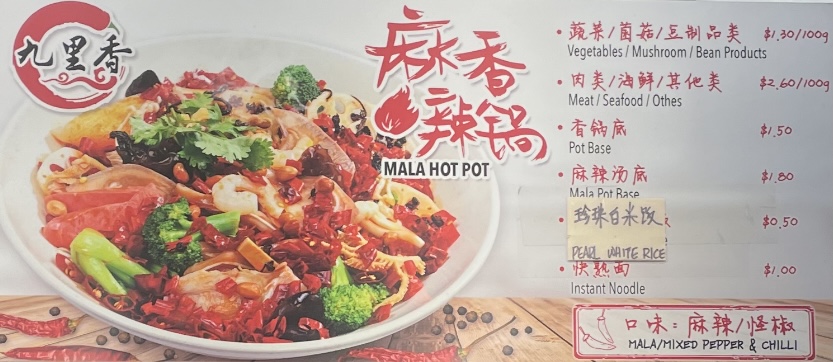 九里香
麻辣香锅
MALA HOT POT
• 蔬菜/菌菇/豆制品类 $1.30/100g
Vegetables / Mushroom / Bean Products
• 肉类/海鲜/其他类 $2.60/100g
Meat / Seafood / Othes
• 香锅底 $1.50
Pot Base
• 麻辣汤底 $1.80
Mala Pot Base
• 珍珠白米饭 $0.50
PEARL WHITE RICE
• 快熟面 $1.00
Instant Noodle
口味：麻辣/怪椒
MALA/MIXED PEPPER & CHILLI